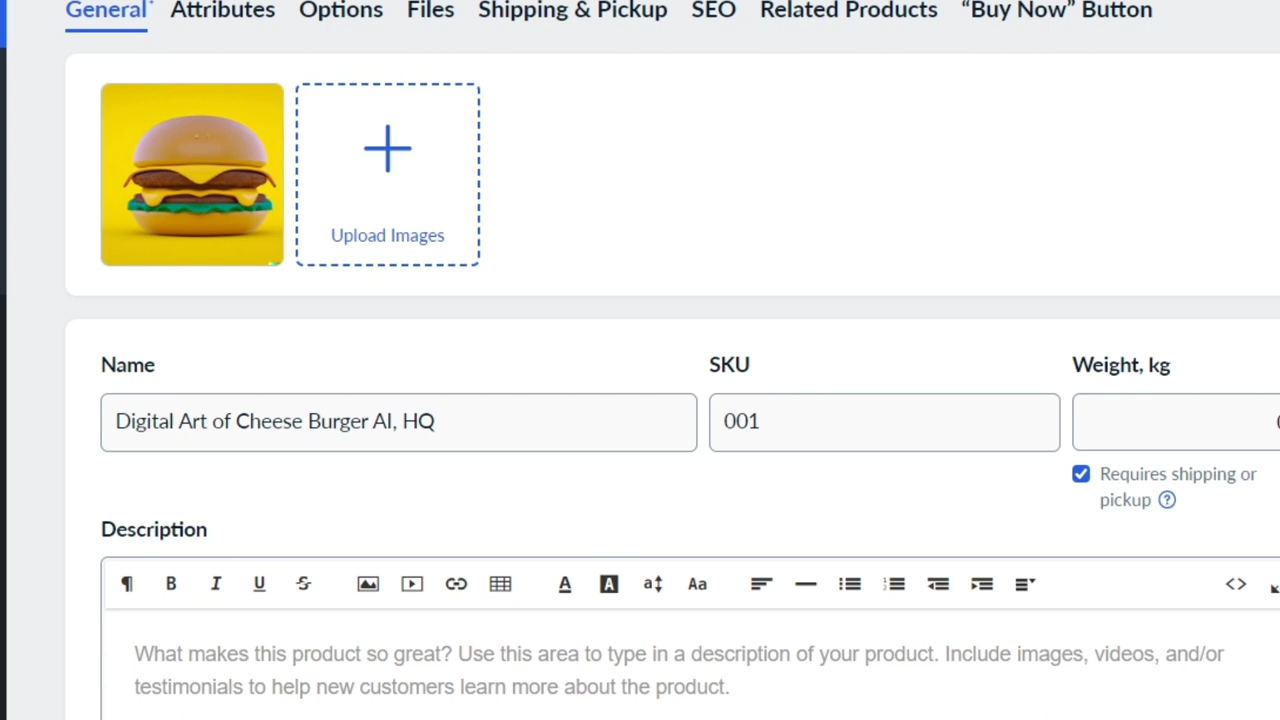 General* Attributes Options Files Shipping & Pickup SEO Related Products “Buy Now” Button
Upload Images
Name SKU Weight, kg
Digital Art of Cheese Burger AI, HQ 001
Requires shipping or
pickup ?
Description
¶ B I U S A A a Aa <>
What makes this product so great? Use this area to type in a description of your product. Include images, videos, and/or
testimonials to help new customers learn more about the product.